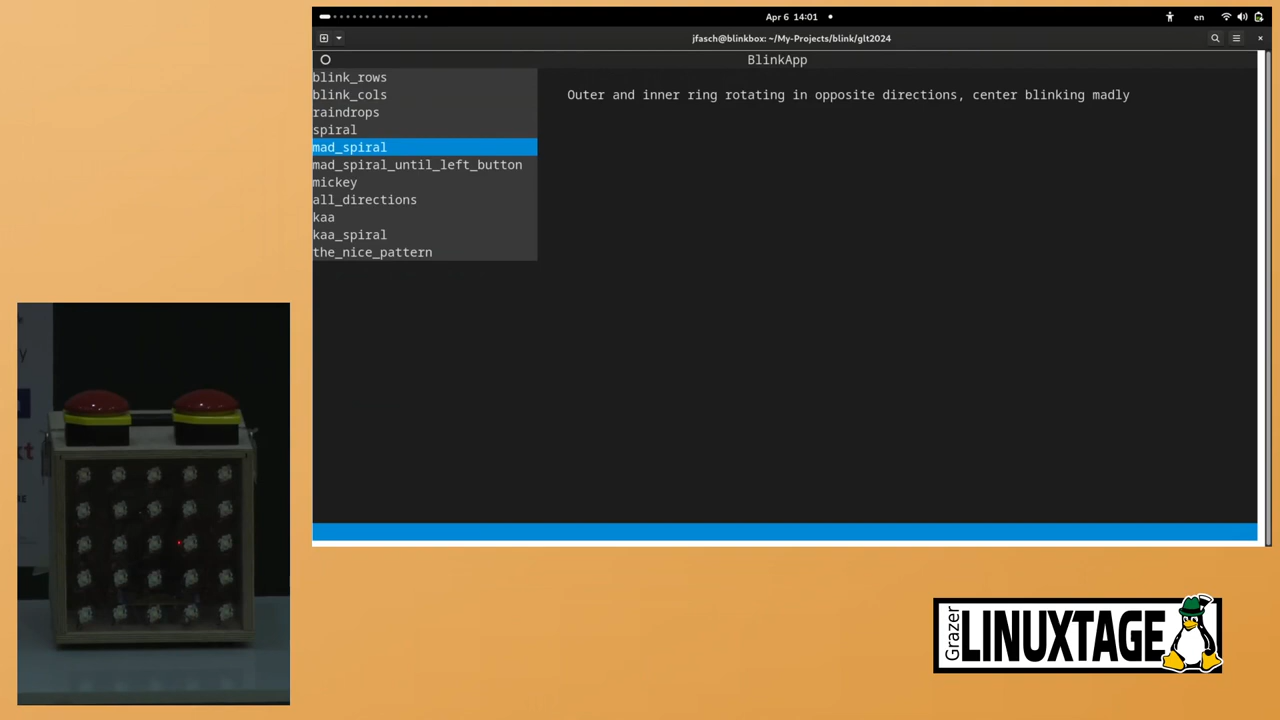 Apr 6 14:01
en
jfasch@blinkbox: ~/My-Projects/blink/glt2024
BlinkApp
blink_rows
blink_cols
raindrops
spiral
mad_spiral
mad_spiral_until_left_button
mickey
all_directions
kaa
kaa_spiral
the_nice_pattern
Outer and inner ring rotating in opposite directions, center blinking madly
Grazer
LINUXTAGE